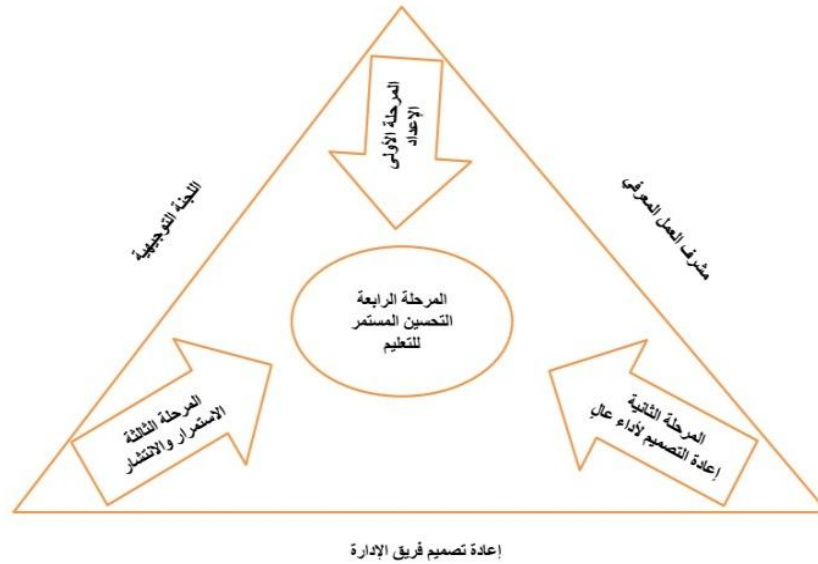 المرحلة الأولى
الإعداد
اللجنة التوجيهية
مشرف العمل المعرفي
المرحلة الرابعة
التحسين المستمر
للتعليم
المرحلة الثالثة
الاستمرار والانتشار
المرحلة الثانية
إعادة التصميم لأداء عالٍ
إعادة تصميم فريق الإدارة